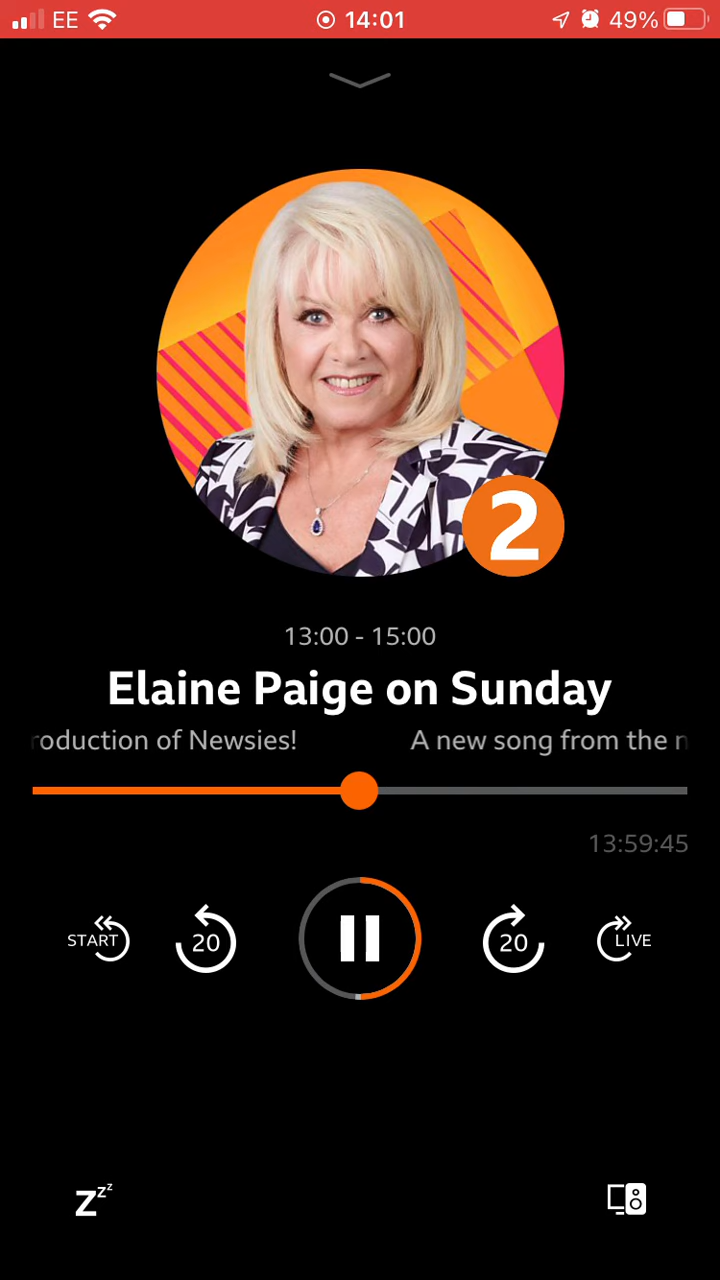 EE 14:01 49%
2
13:00 - 15:00
Elaine Paige on Sunday
roduction of Newsies! A new song from the n
13:59:45
START 20 20 LIVE
Zzz